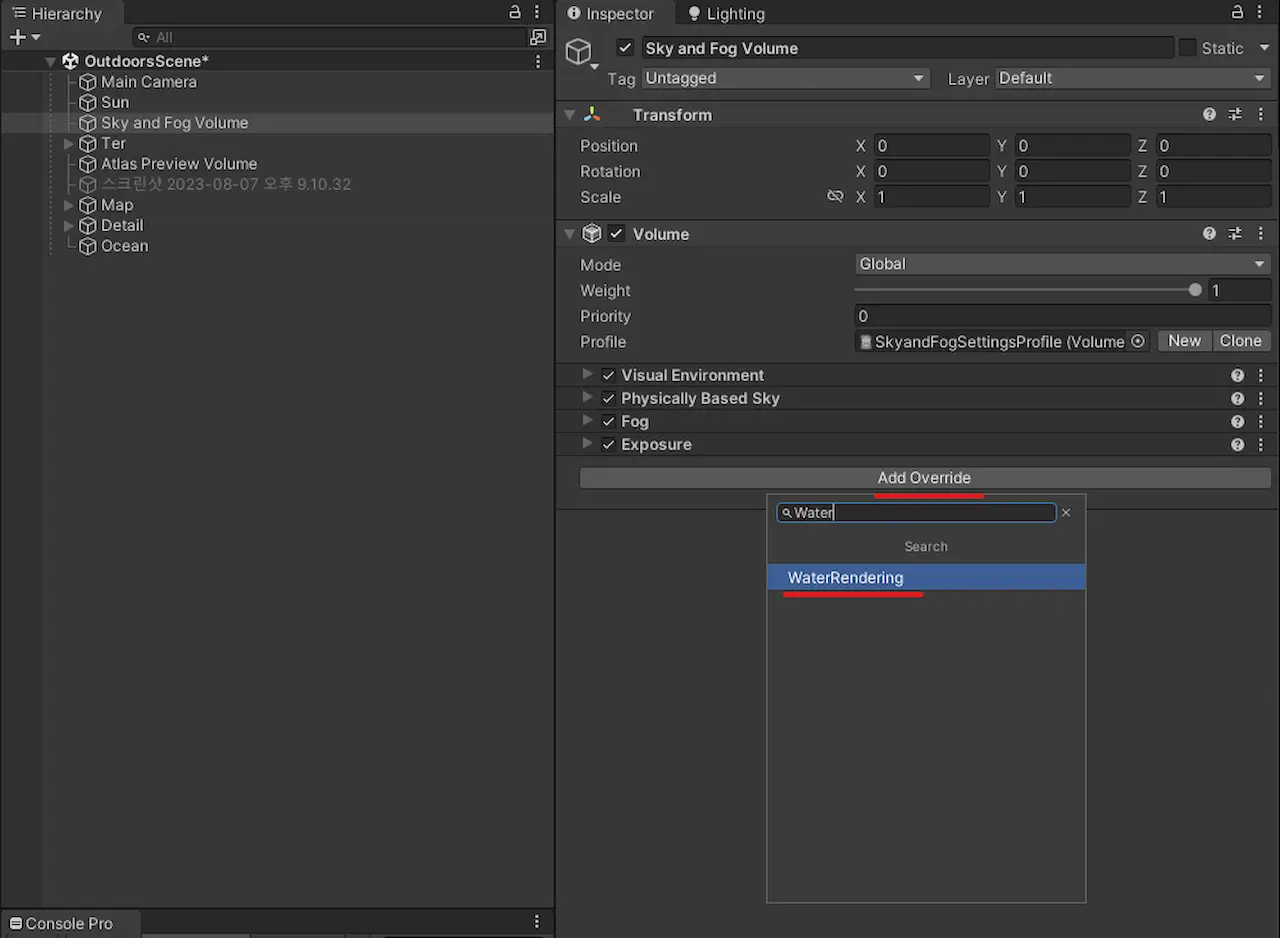 Hierarchy
All
OutdoorsScene*
Main Camera
Sun
Sky and Fog Volume
Ter
Atlas Preview Volume
스크린샷 2023-08-07 오후 9.10.32
Map
Detail
Ocean
Console Pro
Inspector Lighting
Sky and Fog Volume Static
Tag Untagged Layer Default
Transform
Position X 0 Y 0 Z 0
Rotation X 0 Y 0 Z 0
Scale X 1 Y 1 Z 1
Volume
Mode Global
Weight 1
Priority 0
Profile SkyandFogSettingsProfile (Volume New Clone
Visual Environment
Physically Based Sky
Fog
Exposure
Add Override
Water
Search
WaterRendering